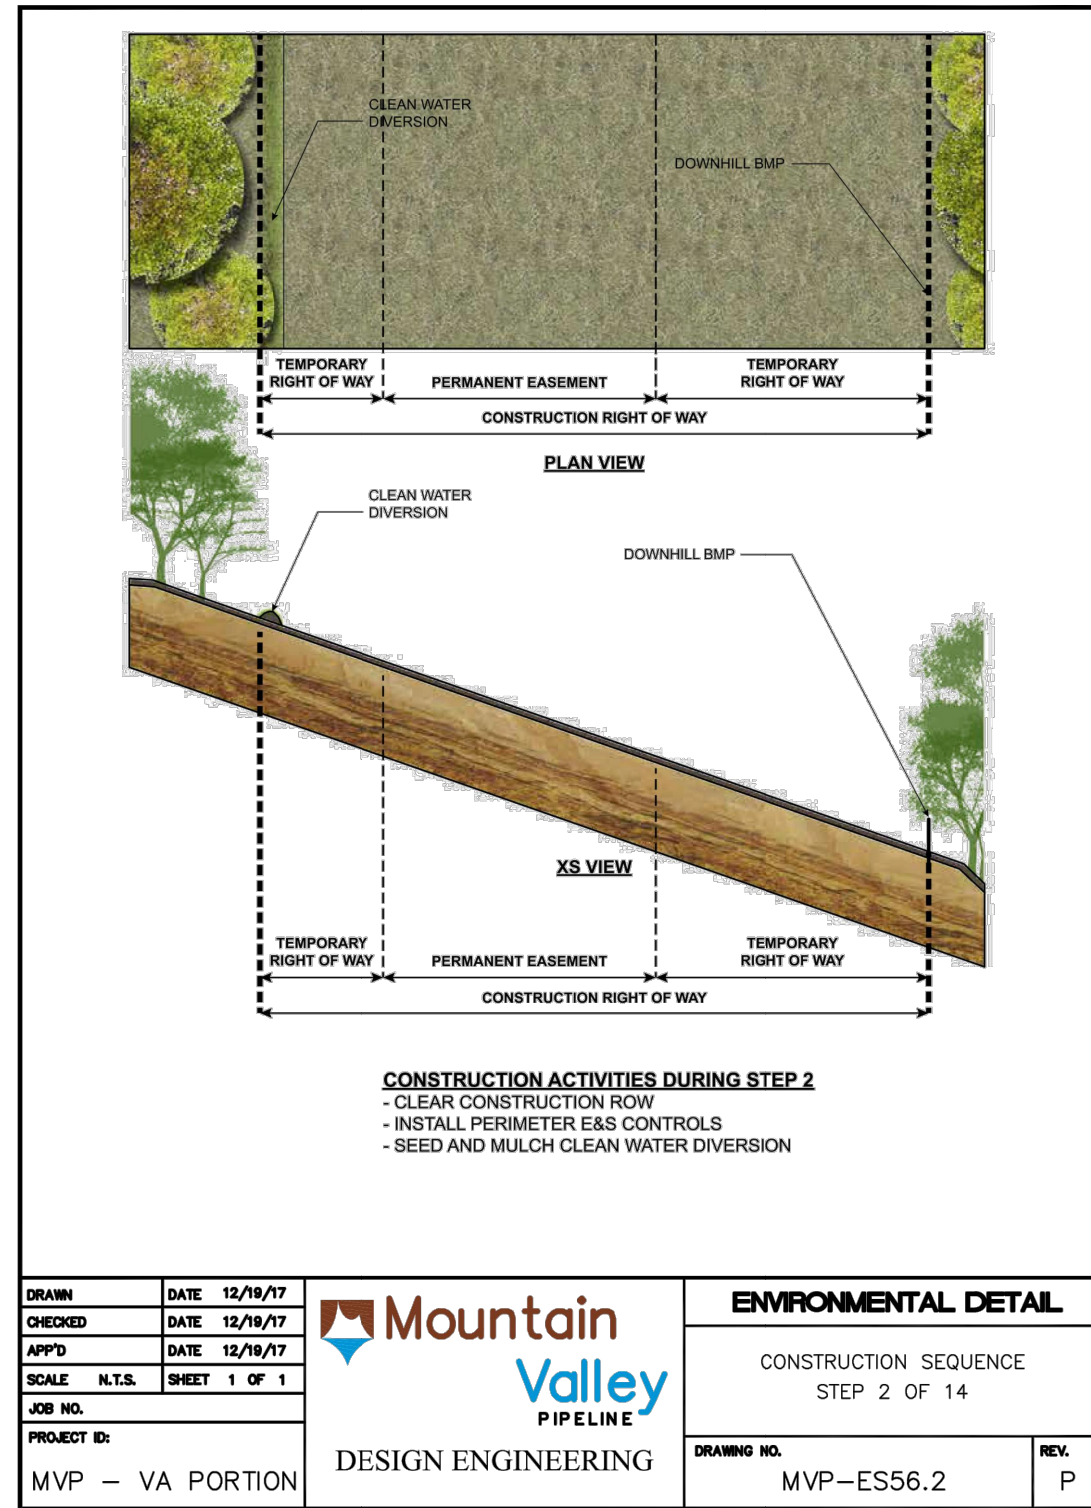 CLEAN WATER
DIVERSION
DOWNHILL BMP
TEMPORARY
RIGHT OF WAY
PERMANENT EASEMENT
TEMPORARY
RIGHT OF WAY
CONSTRUCTION RIGHT OF WAY
PLAN VIEW
CLEAN WATER
DIVERSION
DOWNHILL BMP
XS VIEW
TEMPORARY
RIGHT OF WAY
PERMANENT EASEMENT
TEMPORARY
RIGHT OF WAY
CONSTRUCTION RIGHT OF WAY
CONSTRUCTION ACTIVITIES DURING STEP 2
- CLEAR CONSTRUCTION ROW
- INSTALL PERIMETER E&S CONTROLS
- SEED AND MULCH CLEAN WATER DIVERSION
DRAWN DATE 12/19/17
CHECKED DATE 12/19/17
APP'D DATE 12/19/17
SCALE N.T.S. SHEET 1 OF 1
JOB NO.
PROJECT ID:
MVP - VA PORTION
Mountain
Valley
PIPELINE
DESIGN ENGINEERING
ENVIRONMENTAL DETAIL
CONSTRUCTION SEQUENCE
STEP 2 OF 14
DRAWING NO.
MVP-ES56.2
REV.
P